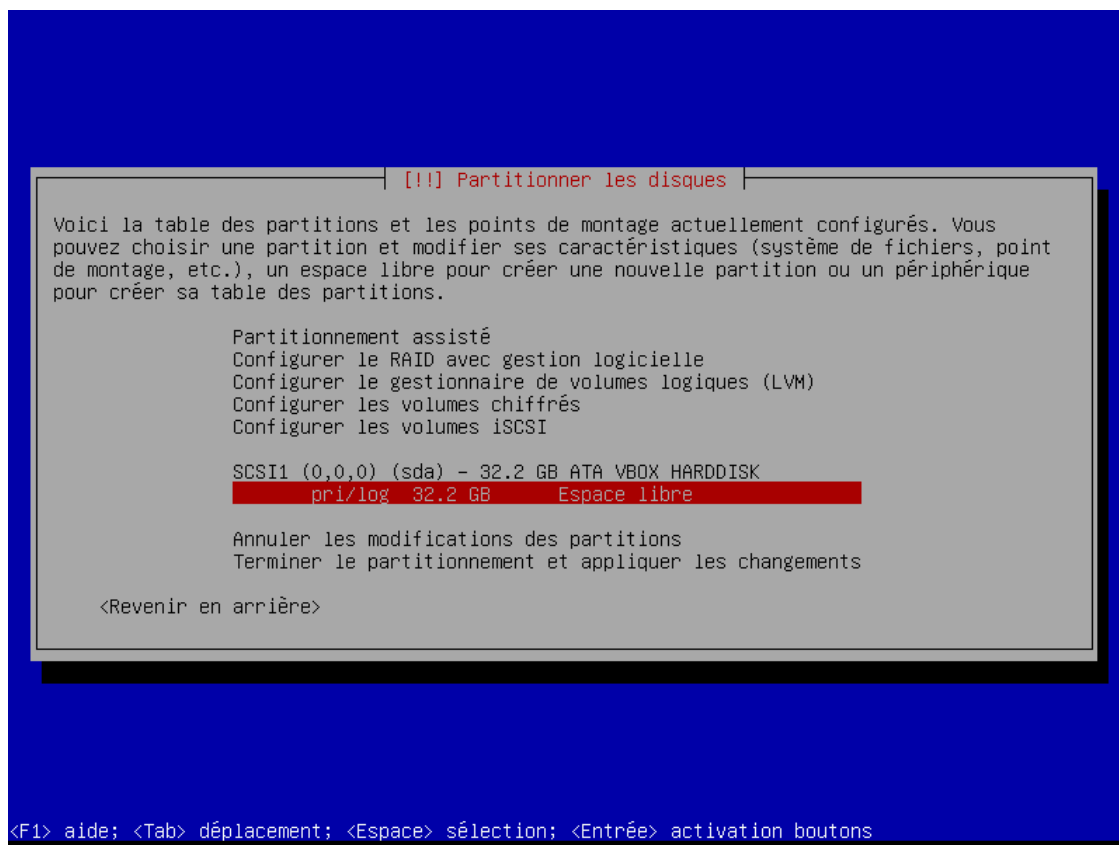 [!!] Partitionner les disques
Voici la table des partitions et les points de montage actuellement configurés. Vous
pouvez choisir une partition et modifier ses caractéristiques (système de fichiers, point
de montage, etc.), un espace libre pour créer une nouvelle partition ou un périphérique
pour créer sa table des partitions.
Partitionnement assisté
Configurer le RAID avec gestion logicielle
Configurer le gestionnaire de volumes logiques (LVM)
Configurer les volumes chiffrés
Configurer les volumes iSCSI
SCSI1 (0,0,0) (sda) - 32.2 GB ATA VBOX HARDDISK
pri/log 32.2 GB Espace libre
Annuler les modifications des partitions
Terminer le partitionnement et appliquer les changements
<Revenir en arrière>
<F1> aide; <Tab> déplacement; <Espace> sélection; <Entrée> activation boutons